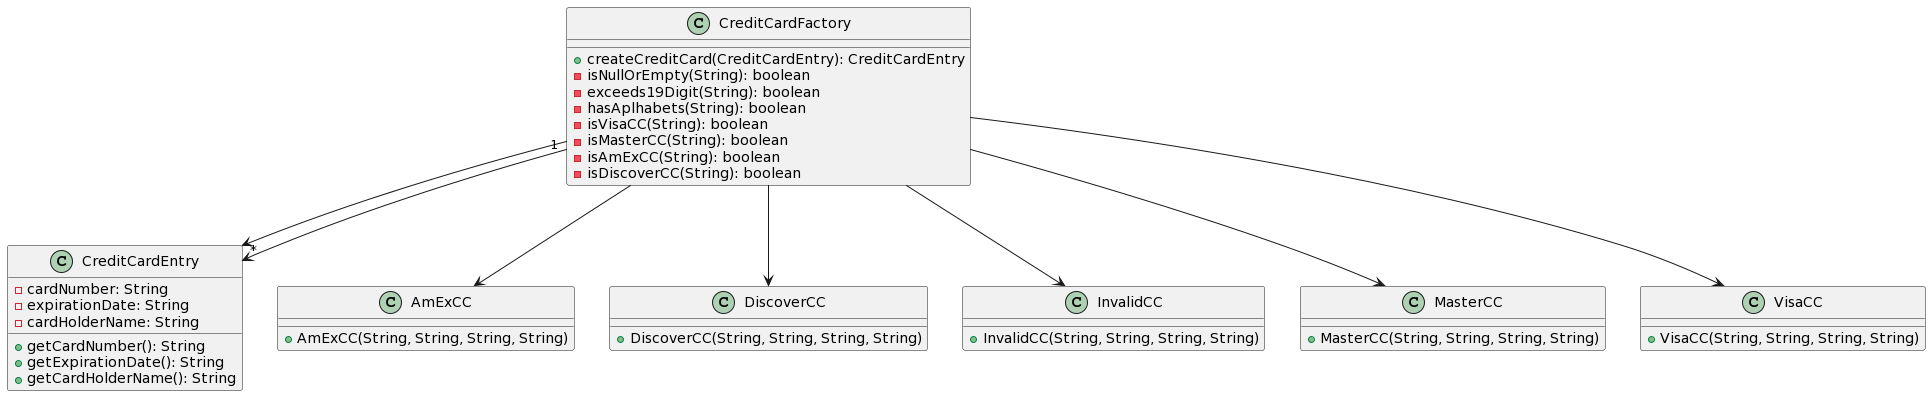 C CreditCardFactory
createCreditCard(CreditCardEntry): CreditCardEntry
isNullOrEmpty(String): boolean
exceeds19Digit(String): boolean
hasAplhabets(String): boolean
isVisaCC(String): boolean
isMasterCC(String): boolean
isAmExCC(String): boolean
isDiscoverCC(String): boolean
1
*
C CreditCardEntry
cardNumber: String
expirationDate: String
cardHolderName: String
getCardNumber(): String
getExpirationDate(): String
getCardHolderName(): String
C AmExCC
AmExCC(String, String, String, String)
C DiscoverCC
DiscoverCC(String, String, String, String)
C InvalidCC
InvalidCC(String, String, String, String)
C MasterCC
MasterCC(String, String, String, String)
C VisaCC
VisaCC(String, String, String, String)